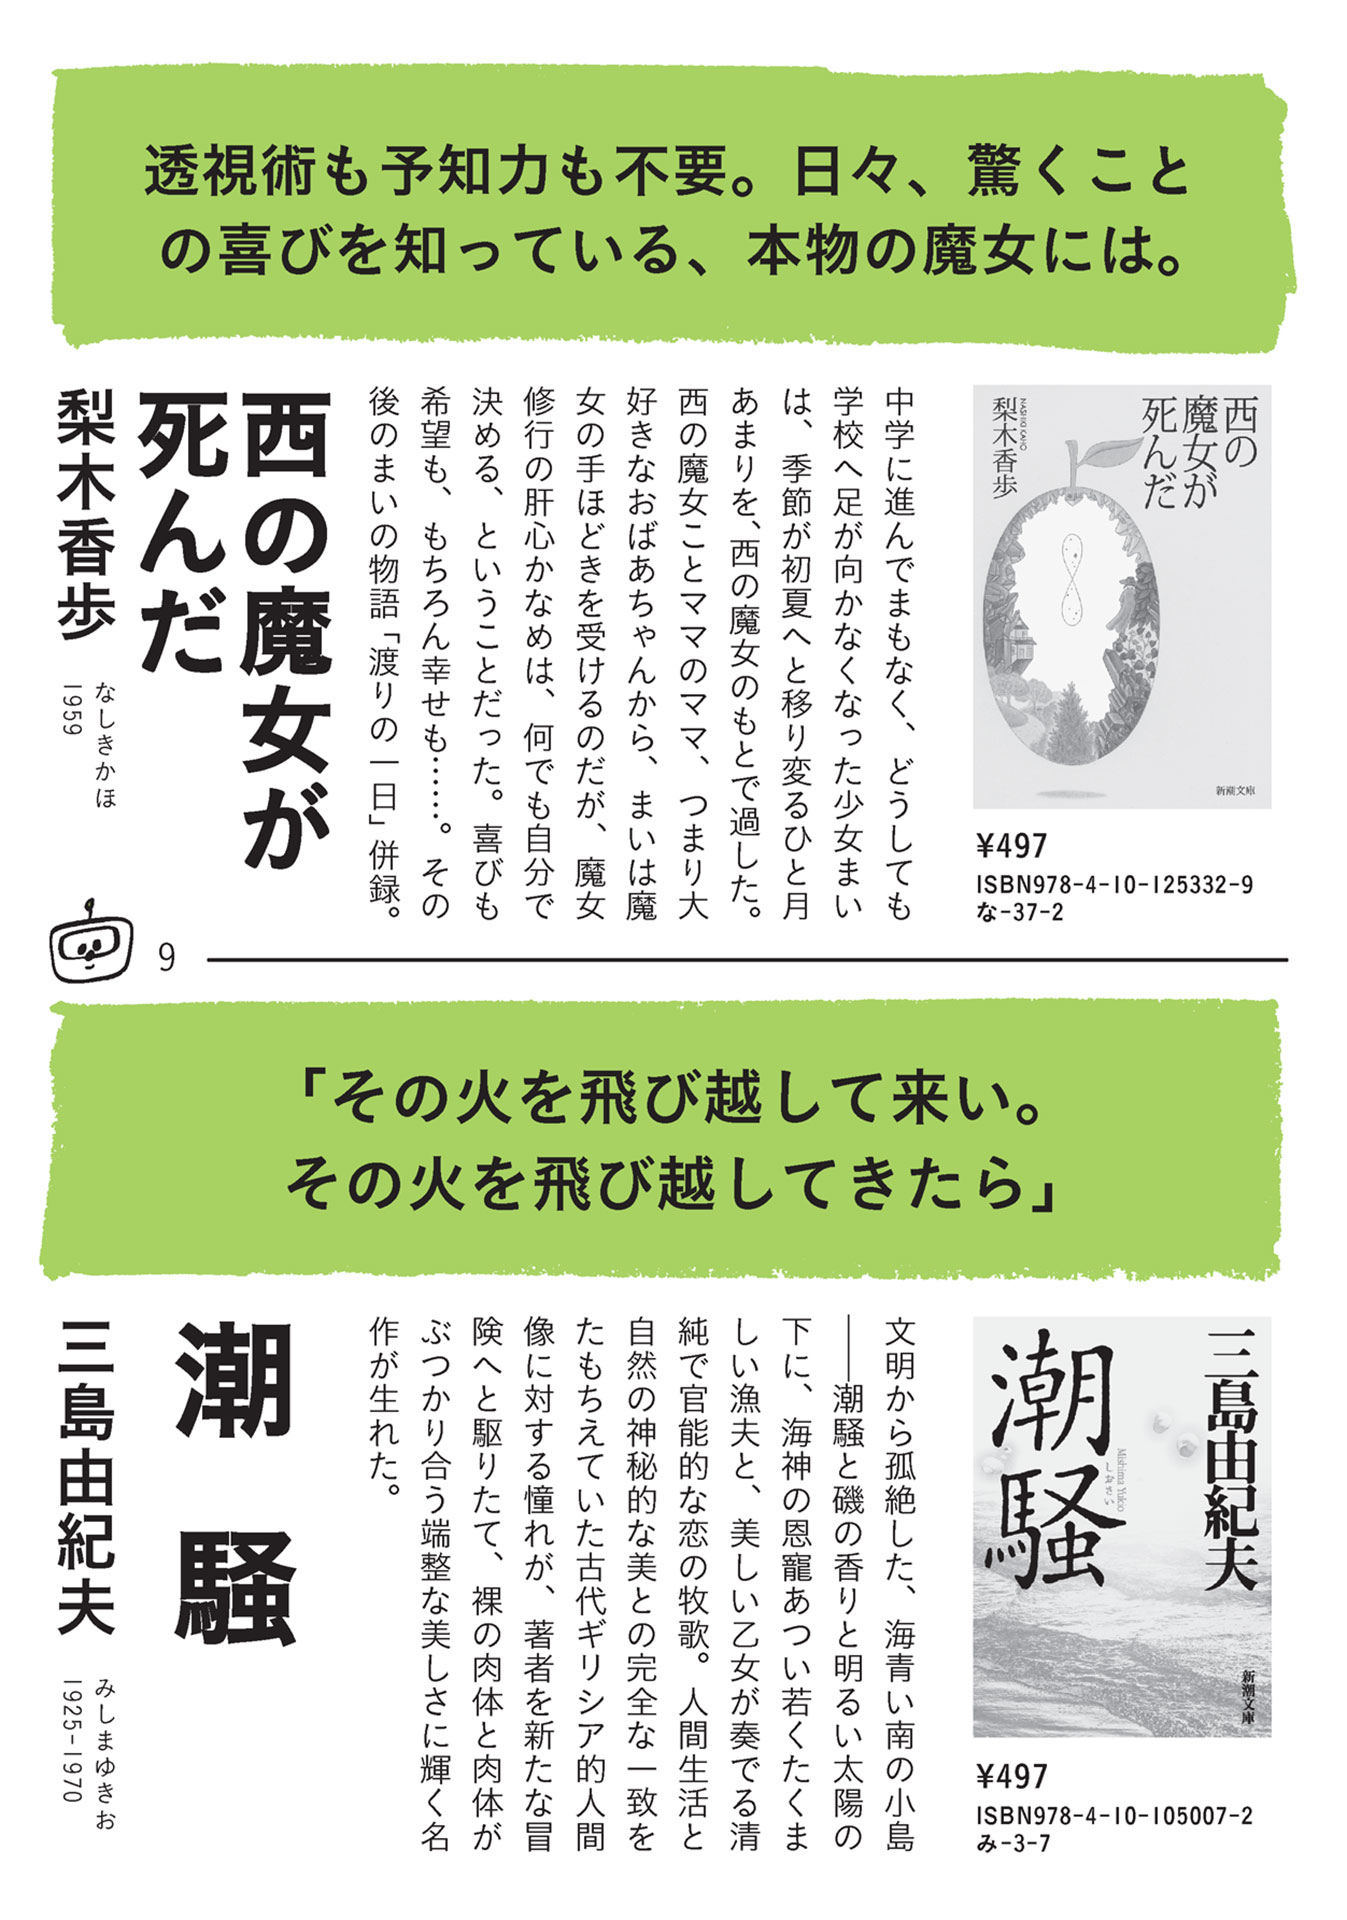 透視術も予知力も不要。日々、驚くこと
の喜びを知っている、本物の魔女には。
西の
魔女が
死んだ
NASHIKI KAHO
梨木香歩
新潮文庫
¥497
ISBN978-4-10-125332-9
な-37-2
中学に進んでまもなく、どうしても
学校へ足が向かなくなった少女まい
は、季節が初夏へと移り変るひと月
あまりを、西の魔女のもとで過した。
西の魔女ことママのママ、つまり大
好きなおばあちゃんから、まいは魔
女の手ほどきを受けるのだが、魔女
修行の肝心かなめは、何でも自分で
決める、ということだった。喜びも
希望も、もちろん幸せも……。その
後のまいの物語「渡りの一日」併録。
西の魔女が
死んだ
梨木香歩
なしきかほ
1959
9
「その火を飛び越して来い。
その火を飛び越してきたら」
三島由紀夫
潮騒
Mishima Yukio
しおさい
新潮文庫
¥497
ISBN978-4-10-105007-2
み-3-7
文明から孤絶した、海青い南の小島
――潮騒と磯の香りと明るい太陽の
下に、海神の恩寵あつい若くたくま
しい漁夫と、美しい乙女が奏でる清
純で官能的な恋の牧歌。人間生活と
自然の神秘的な美との完全な一致を
たもちえていた古代ギリシア的人間
像に対する憧れが、著者を新たな冒
険へと駆りたて、裸の肉体と肉体が
ぶつかり合う端整な美しさに輝く名
作が生れた。
潮騒
三島由紀夫
みしまゆきお
1925-1970